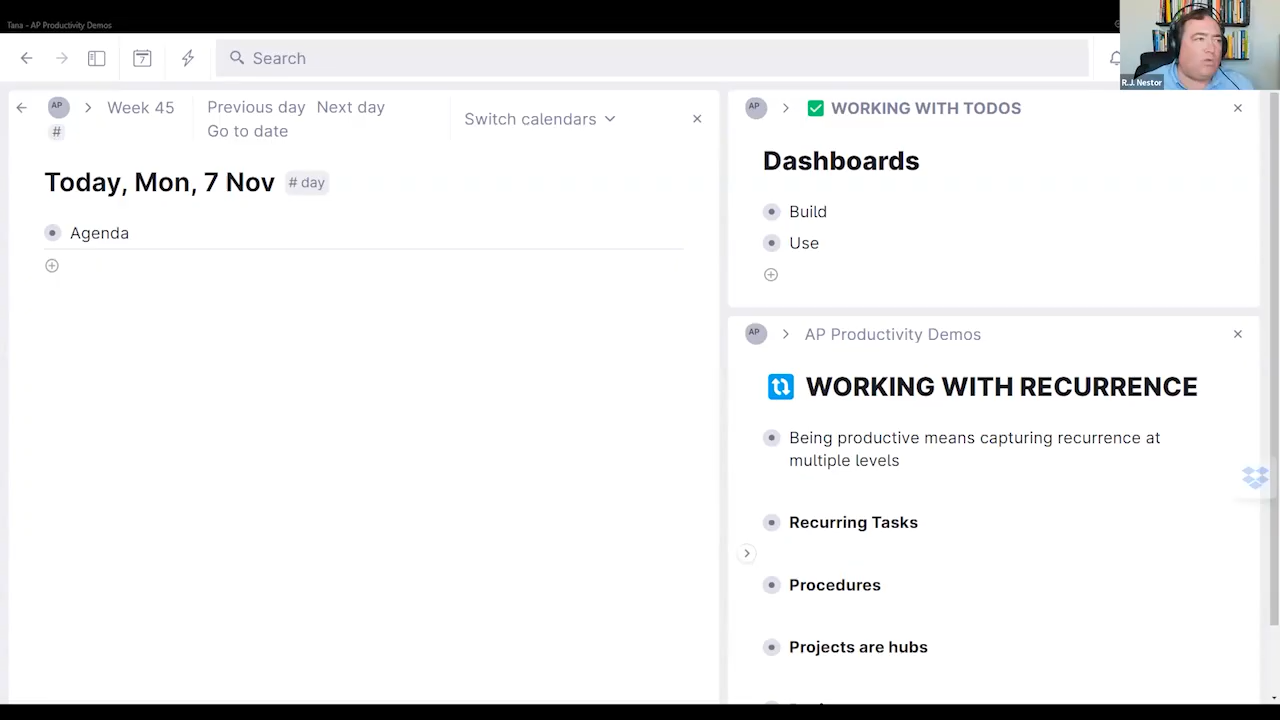 Tana - AP Productivity Demos
7
Search
R.J. Nestor
AP
Week 45
#
Previous day Next day
Go to date
Switch calendars
Today, Mon, 7 Nov # day
Agenda
AP
WORKING WITH TODOS
Dashboards
Build
Use
AP
AP Productivity Demos
WORKING WITH RECURRENCE
Being productive means capturing recurrence at
multiple levels
Recurring Tasks
Procedures
Projects are hubs